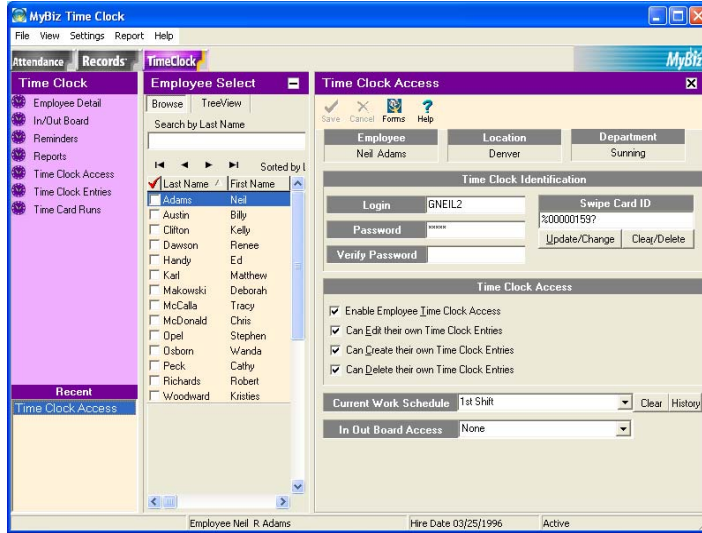 MyBiz Time Clock
File View Settings Report Help
Attendance Records TimeClock MyBiz
Time Clock
Employee Detail
In/Out Board
Reminders
Reports
Time Clock Access
Time Clock Entries
Time Card Runs
Recent
Time Clock Access
Employee Select
Browse TreeView
Search by Last Name
Sorted by L
Last Name / First Name
Adams Neil
Austin Billy
Clifton Kelly
Dawson Renee
Handy Ed
Karl Matthew
Makowski Deborah
McCalla Tracy
McDonald Chris
Opel Stephen
Osborn Wanda
Peck Cathy
Richards Robert
Woodward Kristies
Time Clock Access
Save Cancel Forms Help
Employee Location Department
Neil Adams Denver Sunning
Time Clock Identification
Login GNEIL2
Password *****
Verify Password
Swipe Card ID
%00000159?
Update/Change Clear/Delete
Time Clock Access
Enable Employee Time Clock Access
Can Edit their own Time Clock Entries
Can Create their own Time Clock Entries
Can Delete their own Time Clock Entries
Current Work Schedule 1st Shift Clear History
In Out Board Access None
Employee Neil R Adams Hire Date 03/25/1996 Active